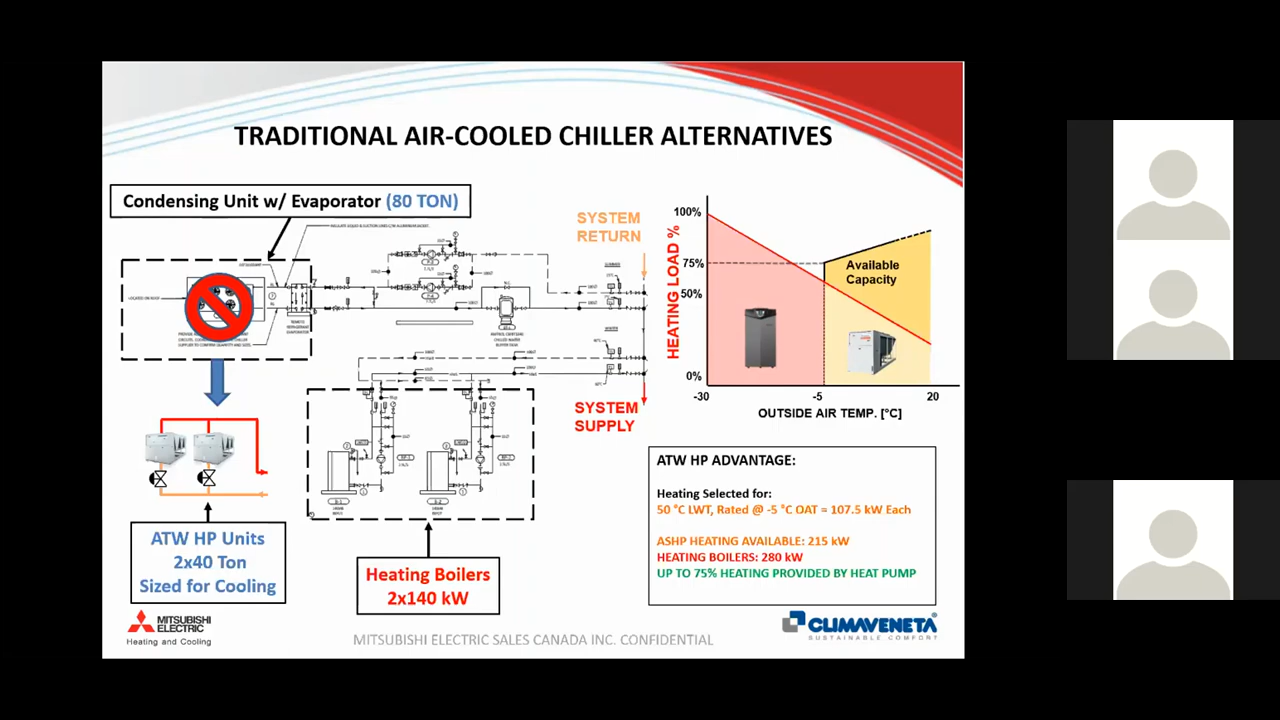 TRADITIONAL AIR-COOLED CHILLER ALTERNATIVES
Condensing Unit w/ Evaporator (80 TON)
SYSTEM
RETURN
SYSTEM
SUPPLY
ATW HP Units
2x40 Ton
Sized for Cooling
Heating Boilers
2x140 kW
HEATING LOAD %
100%
75%
50%
0%
Available
Capacity
-30
-5
20
OUTSIDE AIR TEMP. [°C]
ATW HP ADVANTAGE:
Heating Selected for:
50 °C LWT, Rated @ -5 °C OAT = 107.5 kW Each
ASHP HEATING AVAILABLE: 215 kW
HEATING BOILERS: 280 kW
UP TO 75% HEATING PROVIDED BY HEAT PUMP
MITSUBISHI
ELECTRIC
Heating and Cooling
MITSUBISHI ELECTRIC SALES CANADA INC. CONFIDENTIAL
CLIMAVENETA
SUSTAINABLE COMFORT